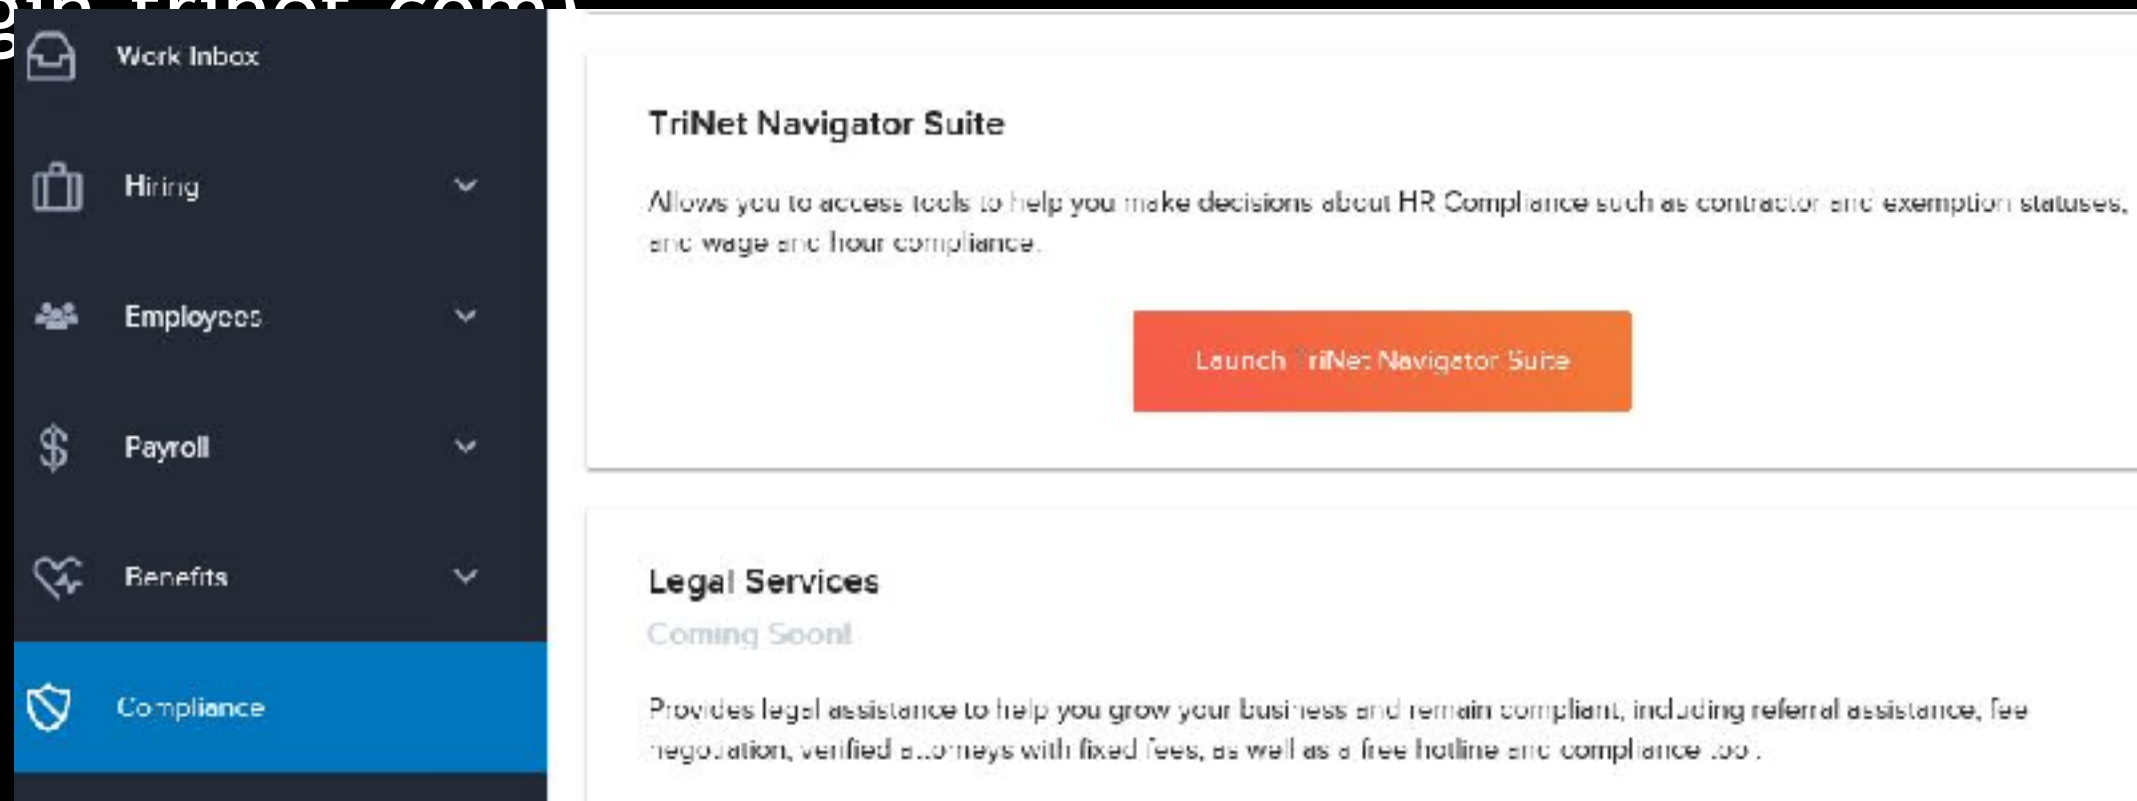 gin.trinet.com)
Work Inbox
Hiring
Employees
Payroll
Benefits
Compliance
TriNet Navigator Suite
Allows you to access tools to help you make decisions about HR Compliance such as contractor and exemption statuses,
and wage and hour compliance.
Launch TriNet Navigator Suite
Legal Services
Coming Soon!
Provides legal assistance to help you grow your business and remain compliant, including referral assistance, fee
negotiation, verified attorneys with fixed fees, as well as a free hotline and compliance tool.